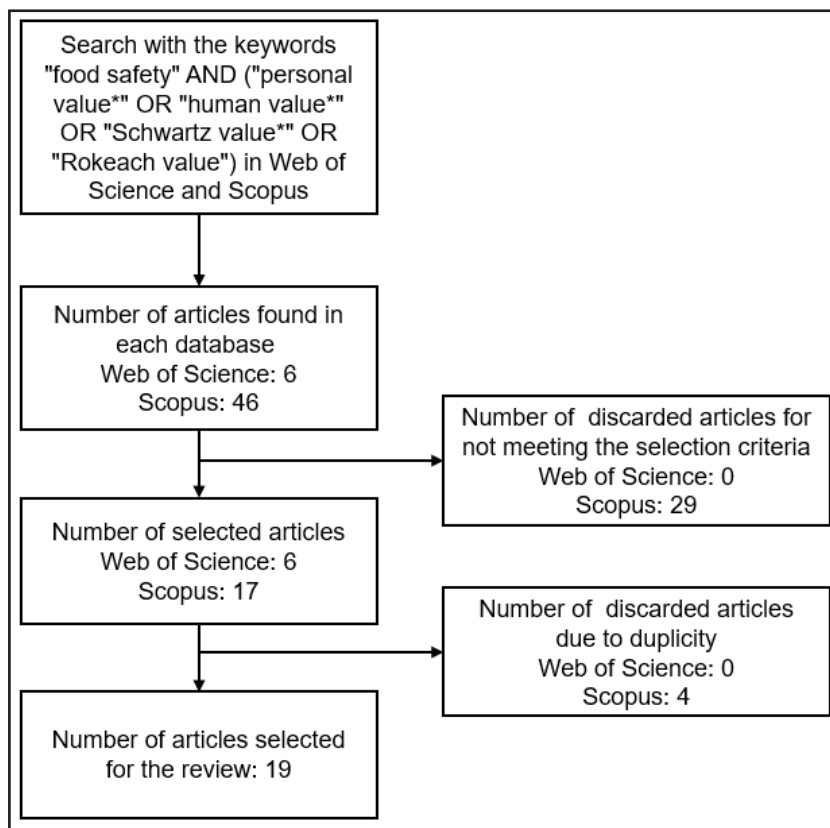 Search with the keywords
"food safety" AND ("personal
value*" OR "human value*"
OR "Schwartz value*" OR
"Rokeach value") in Web of
Science and Scopus
Number of articles found in
each database
Web of Science: 6
Scopus: 46
Number of  discarded articles for
not meeting the selection criteria
Web of Science: 0
Scopus: 29
Number of selected articles
Web of Science: 6
Scopus: 17
Number of  discarded articles
due to duplicity
Web of Science: 0
Scopus: 4
Number of articles selected
for the review: 19